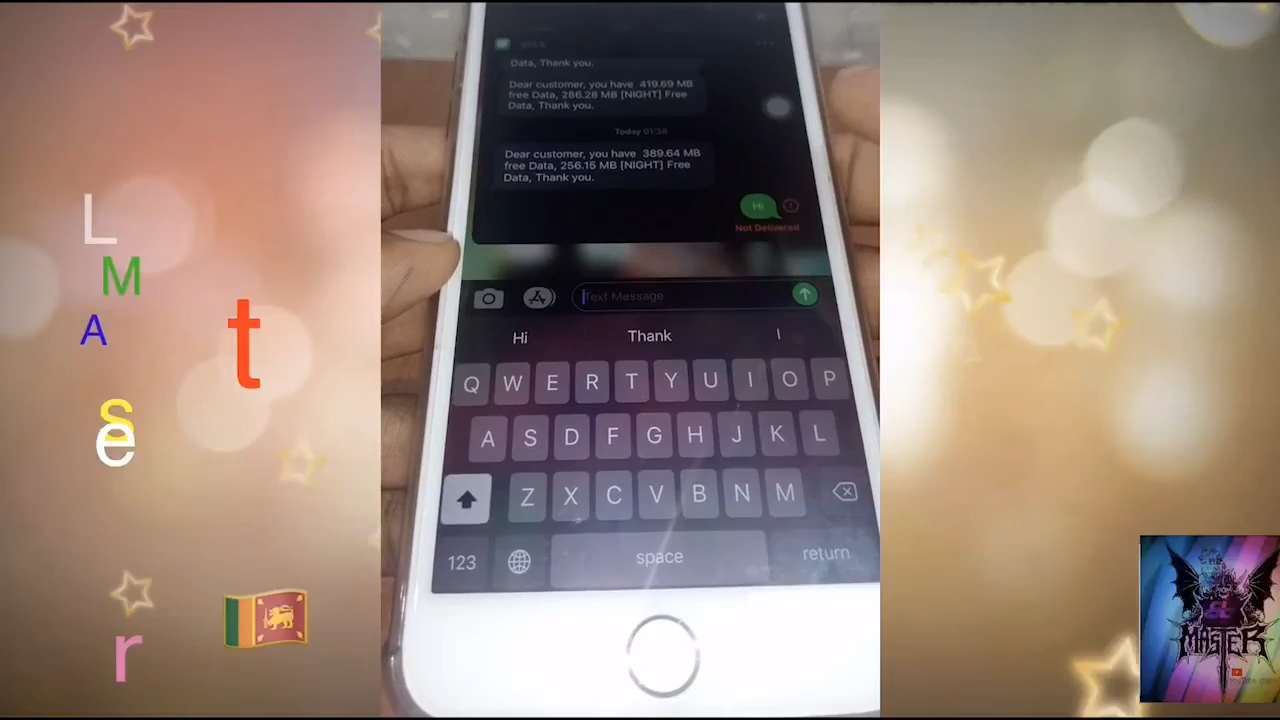 Data, Thank you.
Dear customer, you have 419.69 MB
free Data, 286.28 MB [NIGHT] Free
Data, Thank you.
Today 01:38
Dear customer, you have 389.64 MB
free Data, 256.15 MB [NIGHT] Free
Data, Thank you.
Hi
Not Delivered
Text Message
Hi Thank I
Q W E R T Y U I O P
A S D F G H J K L
Z X C V B N M
123 space return
L
M
A
t
s
e
r
MASTER